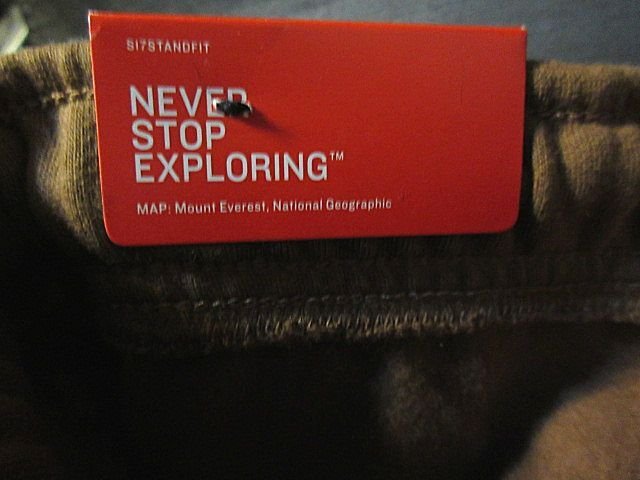 SI7STANDFIT
NEVER
STOP
EXPLORING™
MAP: Mount Everest, National Geographic